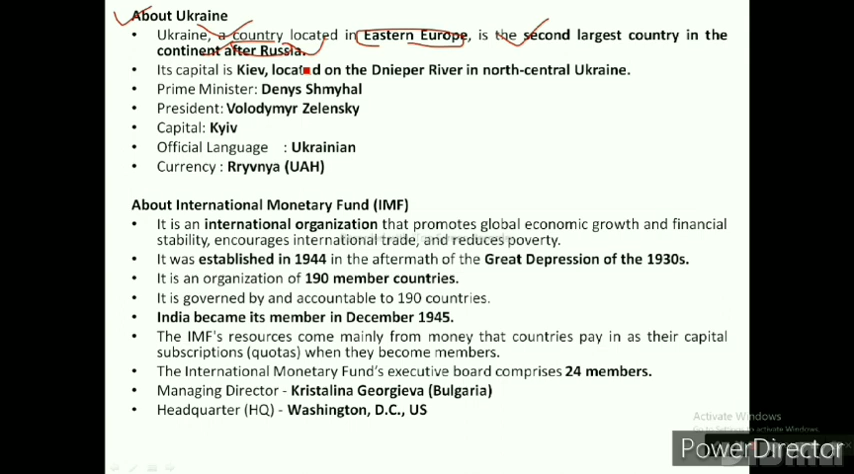 About Ukraine
• Ukraine, a country located in Eastern Europe, is the second largest country in the
continent after Russia.
• Its capital is Kiev, located on the Dnieper River in north-central Ukraine.
• Prime Minister: Denys Shmyhal
• President: Volodymyr Zelensky
• Capital: Kyiv
• Official Language : Ukrainian
• Currency : Rryvnya (UAH)
About International Monetary Fund (IMF)
• It is an international organization that promotes global economic growth and financial
stability, encourages international trade, and reduces poverty.
• It was established in 1944 in the aftermath of the Great Depression of the 1930s.
• It is an organization of 190 member countries.
• It is governed by and accountable to 190 countries.
• India became its member in December 1945.
• The IMF's resources come mainly from money that countries pay in as their capital
subscriptions (quotas) when they become members.
• The International Monetary Fund's executive board comprises 24 members.
• Managing Director - Kristalina Georgieva (Bulgaria)
• Headquarter (HQ) - Washington, D.C., US
Activate Windows
Go to Settings to activate Windows.
PowerDirector